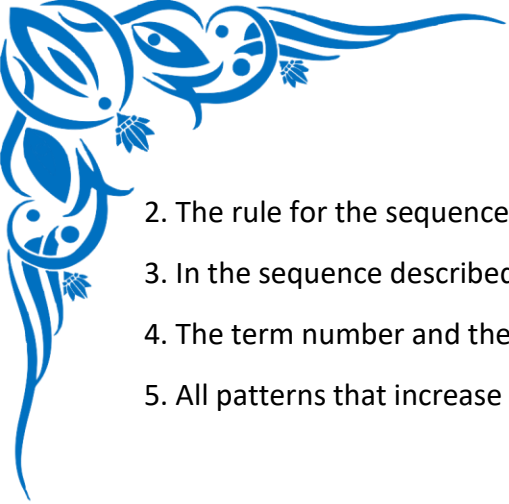 2. The rule for the sequence
3. In the sequence described
4. The term number and the
5. All patterns that increase